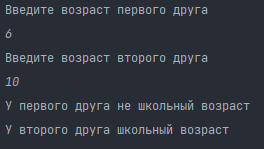 Введите возраст первого друга
6
Введите возраст второго друга
10
У первого друга не школьный возраст
У второго друга школьный возраст